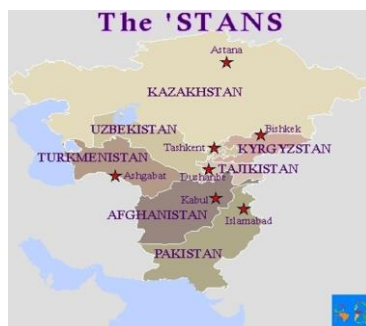 The 'STANS
Astana
KAZAKHSTAN
UZBEKISTAN
Bishkek
Tashkent
KYRGYZSTAN
TURKMENISTAN
TAJIKISTAN
Ashgabat
Dushanbe
Kabul
AFGHANISTAN
Islamabad
PAKISTAN